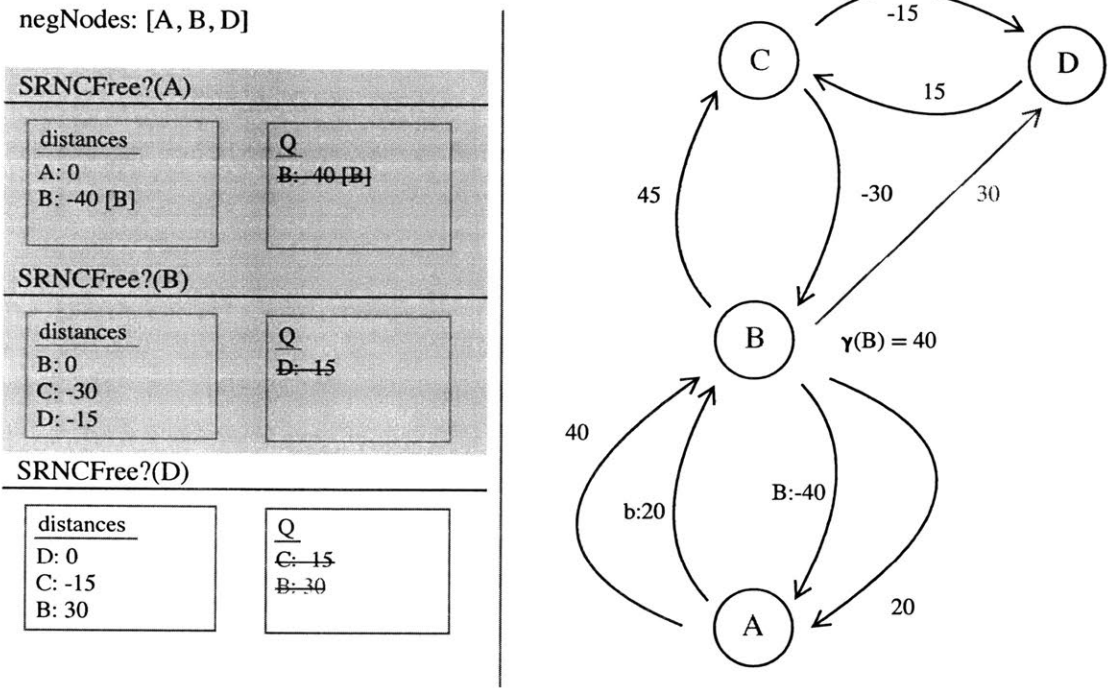 negNodes: [A, B, D]
SRNCFree?(A)
distances
A: 0
B: -40 [B]
Q
B: -40 [B]
SRNCFree?(B)
distances
B: 0
C: -30
D: -15
Q
D: -15
SRNCFree?(D)
distances
D: 0
C: -15
B: 30
Q
C: -15
B: 30
-15
C
D
15
45
-30
30
B
γ(B) = 40
40
b:20
B:-40
20
A